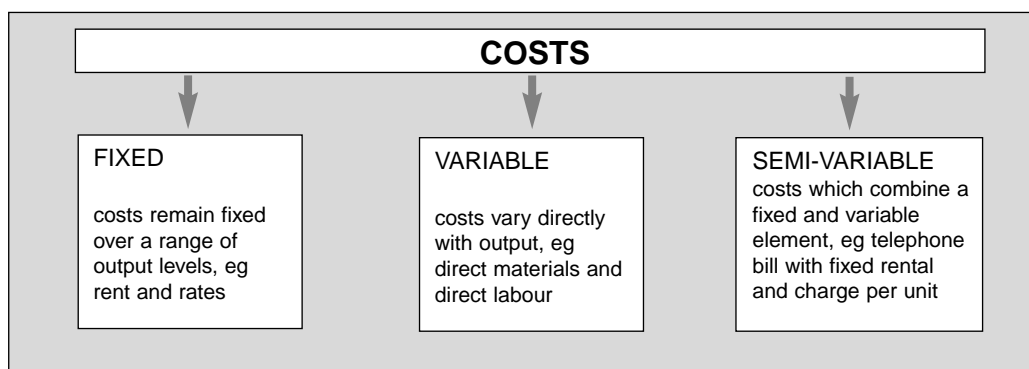 COSTS
FIXED
costs remain fixed
over a range of
output levels, eg
rent and rates
VARIABLE
costs vary directly
with output, eg
direct materials and
direct labour
SEMI-VARIABLE
costs which combine a
fixed and variable
element, eg telephone
bill with fixed rental
and charge per unit